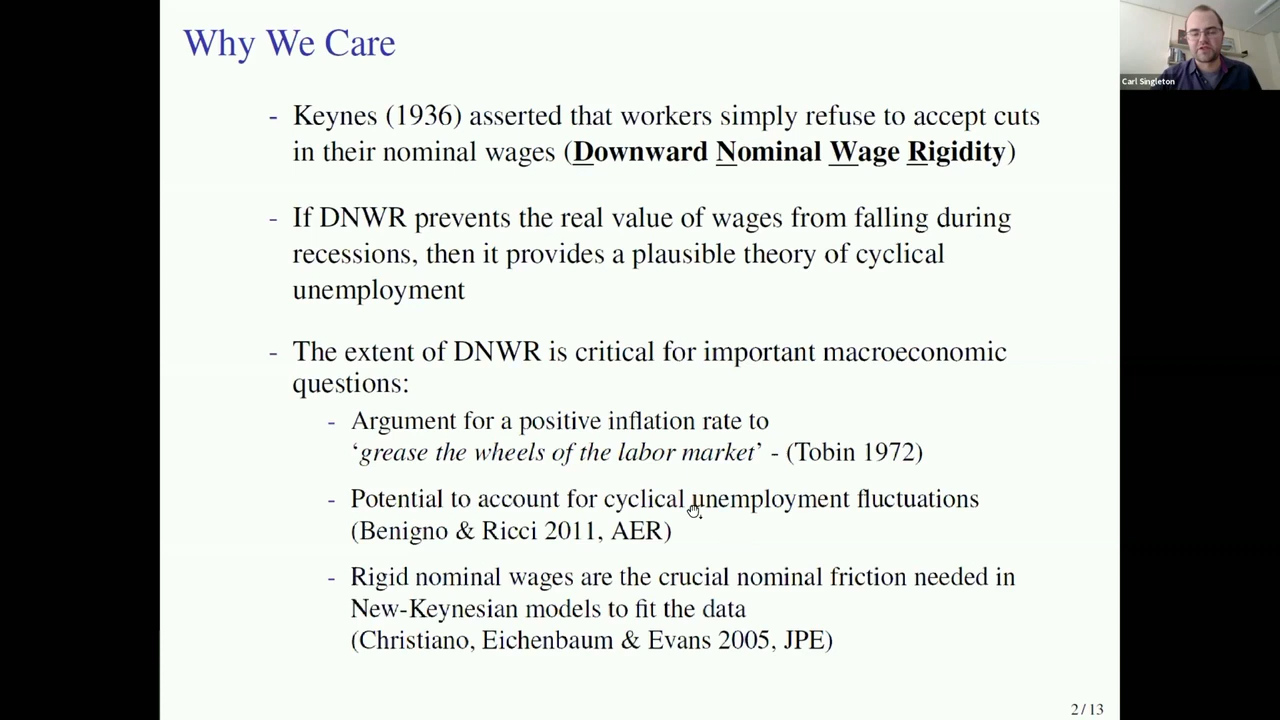 Why We Care
Carl Singleton
- Keynes (1936) asserted that workers simply refuse to accept cuts
in their nominal wages (Downward Nominal Wage Rigidity)
- If DNWR prevents the real value of wages from falling during
recessions, then it provides a plausible theory of cyclical
unemployment
- The extent of DNWR is critical for important macroeconomic
questions:
- Argument for a positive inflation rate to
‘grease the wheels of the labor market’ - (Tobin 1972)
- Potential to account for cyclical unemployment fluctuations
(Benigno & Ricci 2011, AER)
- Rigid nominal wages are the crucial nominal friction needed in
New-Keynesian models to fit the data
(Christiano, Eichenbaum & Evans 2005, JPE)
2 / 13